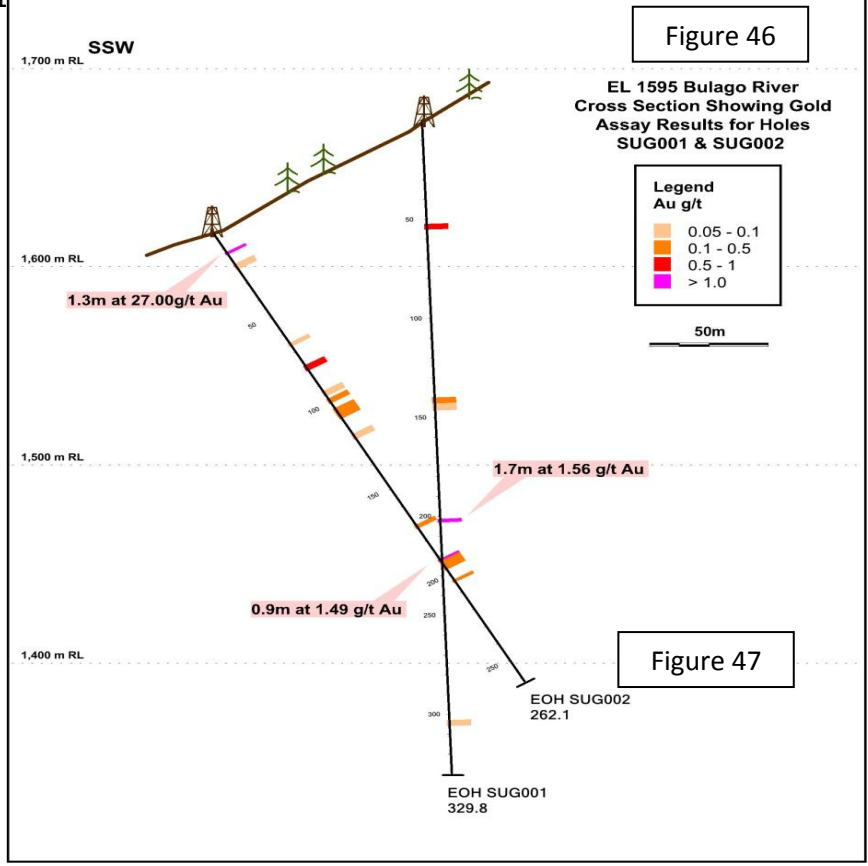 Figure 46
SSW
1,700 m RL
EL 1595 Bulago River
Cross Section Showing Gold
Assay Results for Holes
SUG001 & SUG002
Legend
Au g/t
0.05 - 0.1
0.1 - 0.5
0.5 - 1
> 1.0
50m
50
1,600 m RL
1.3m at 27.00g/t Au
50
100
100
150
1,500 m RL
1.7m at 1.56 g/t Au
150
200
200
0.9m at 1.49 g/t Au
250
1,400 m RL
Figure 47
250
EOH SUG002
262.1
300
EOH SUG001
329.8